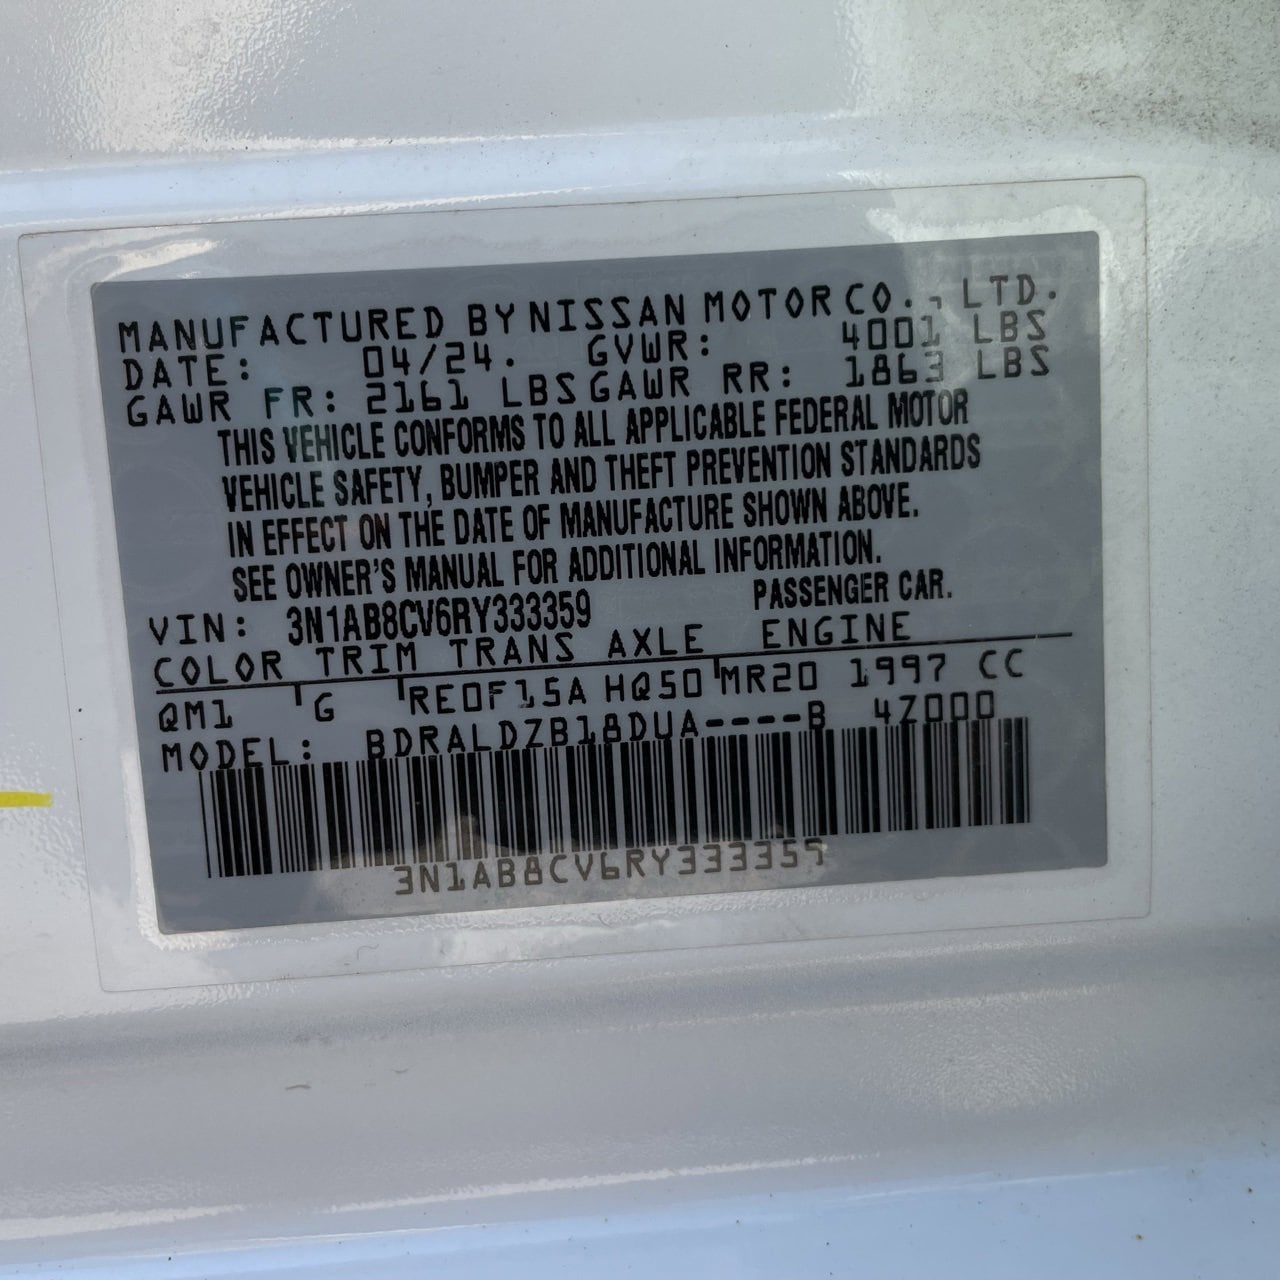 MANUFACTURED BY NISSAN MOTOR CO., LTD.
DATE: 04/24. GVWR: 4001 LBS
GAWR FR: 2161 LBS GAWR RR: 1863 LBS
THIS VEHICLE CONFORMS TO ALL APPLICABLE FEDERAL MOTOR
VEHICLE SAFETY, BUMPER AND THEFT PREVENTION STANDARDS
IN EFFECT ON THE DATE OF MANUFACTURE SHOWN ABOVE.
SEE OWNER'S MANUAL FOR ADDITIONAL INFORMATION.
VIN: 3N1AB8CV6RY333359 PASSENGER CAR.
COLOR TRIM TRANS AXLE ENGINE
QM1 G RE0F15A HQ50 MR20 1997 CC
MODEL: BDRALDZB18DUA----B 4Z000
3N1AB8CV6RY333359